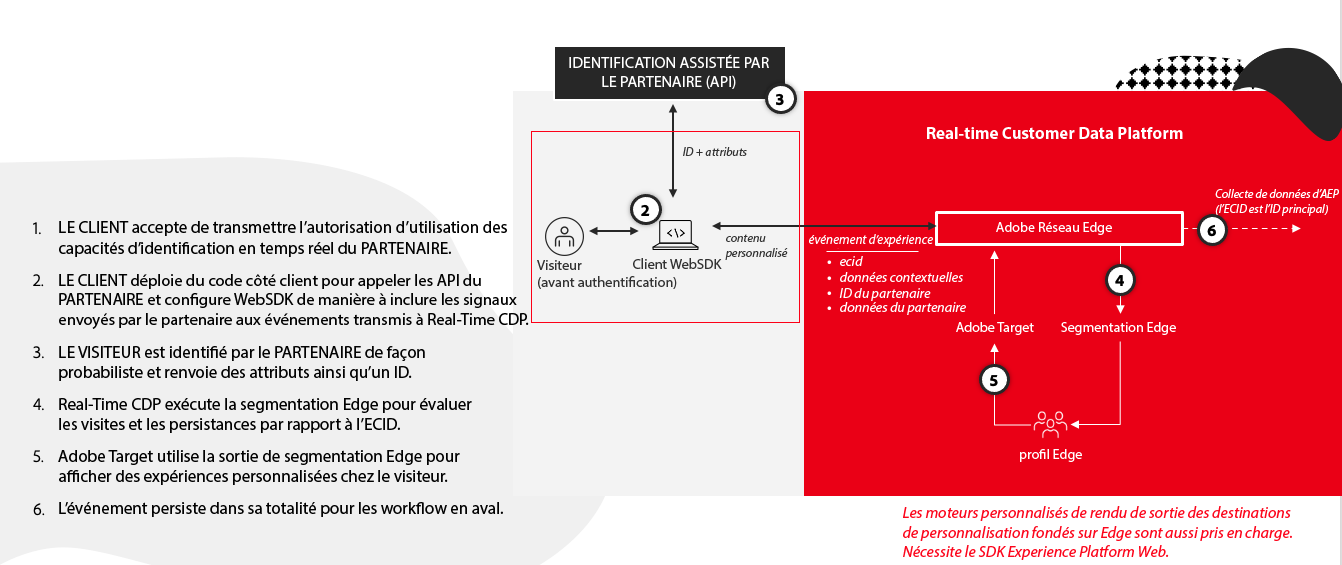 IDENTIFICATION ASSISTÉE PAR
LE PARTENAIRE (API)
3
ID + attributs
2
Visiteur
(avant authentification)
Client WebSDK
contenu
personnalisé
1. LE CLIENT accepte de transmettre l’autorisation d’utilisation des
capacités d’identification en temps réel du PARTENAIRE.
2. LE CLIENT déploie du code côté client pour appeler les API du
PARTENAIRE et configure WebSDK de manière à inclure les signaux
envoyés par le partenaire aux événements transmis à Real-Time CDP.
3. LE VISITEUR est identifié par le PARTENAIRE de façon
probabiliste et renvoie des attributs ainsi qu’un ID.
4. Real-Time CDP exécute la segmentation Edge pour évaluer
les visites et les persistances par rapport à l’ECID.
5. Adobe Target utilise la sortie de segmentation Edge pour
afficher des expériences personnalisées chez le visiteur.
6. L’événement persiste dans sa totalité pour les workflow en aval.
Real-time Customer Data Platform
Collecte de données d’AEP
(l’ECID est l’ID principal)
Adobe Réseau Edge
6
événement d’expérience
• ecid
• données contextuelles
• ID du partenaire
• données du partenaire
4
Adobe Target
Segmentation Edge
5
profil Edge
Les moteurs personnalisés de rendu de sortie des destinations
de personnalisation fondés sur Edge sont aussi pris en charge.
Nécessite le SDK Experience Platform Web.